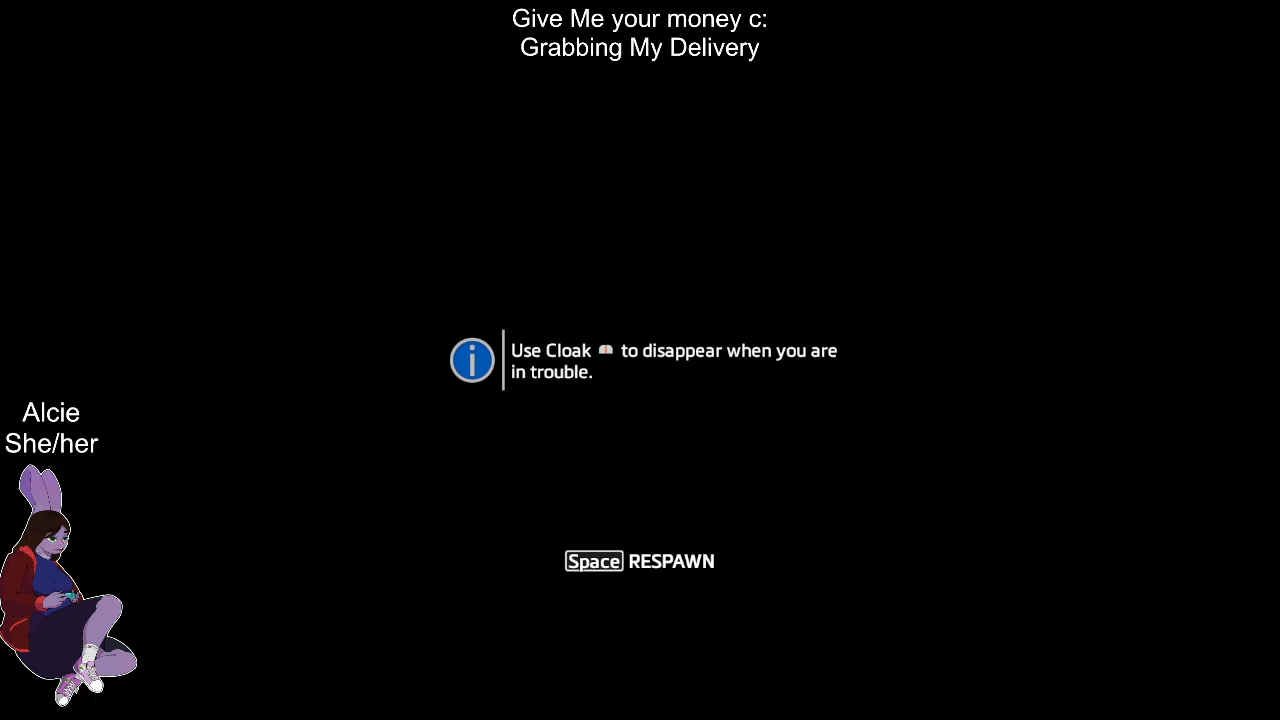 Give Me your money c:
Grabbing My Delivery
Use Cloak to disappear when you are
in trouble.
Alcie
She/her
Space RESPAWN